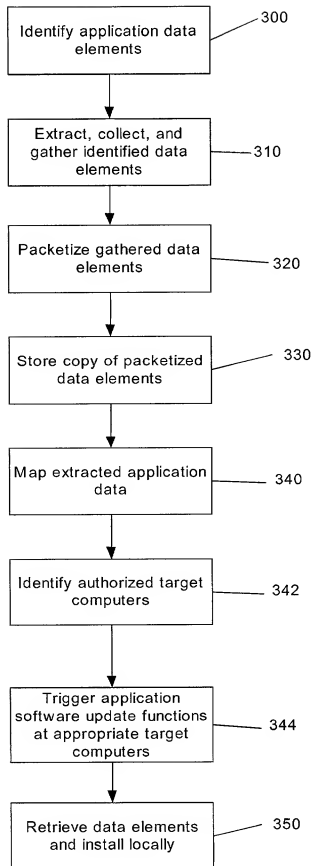 Identify application data
elements
300
Extract, collect, and
gather identified data
elements
310
Packetize gathered data
elements
320
Store copy of packetized
data elements
330
Map extracted application
data
340
Identify authorized target
computers
342
Trigger application
software update functions
at appropriate target
computers
344
Retrieve data elements
and install locally
350